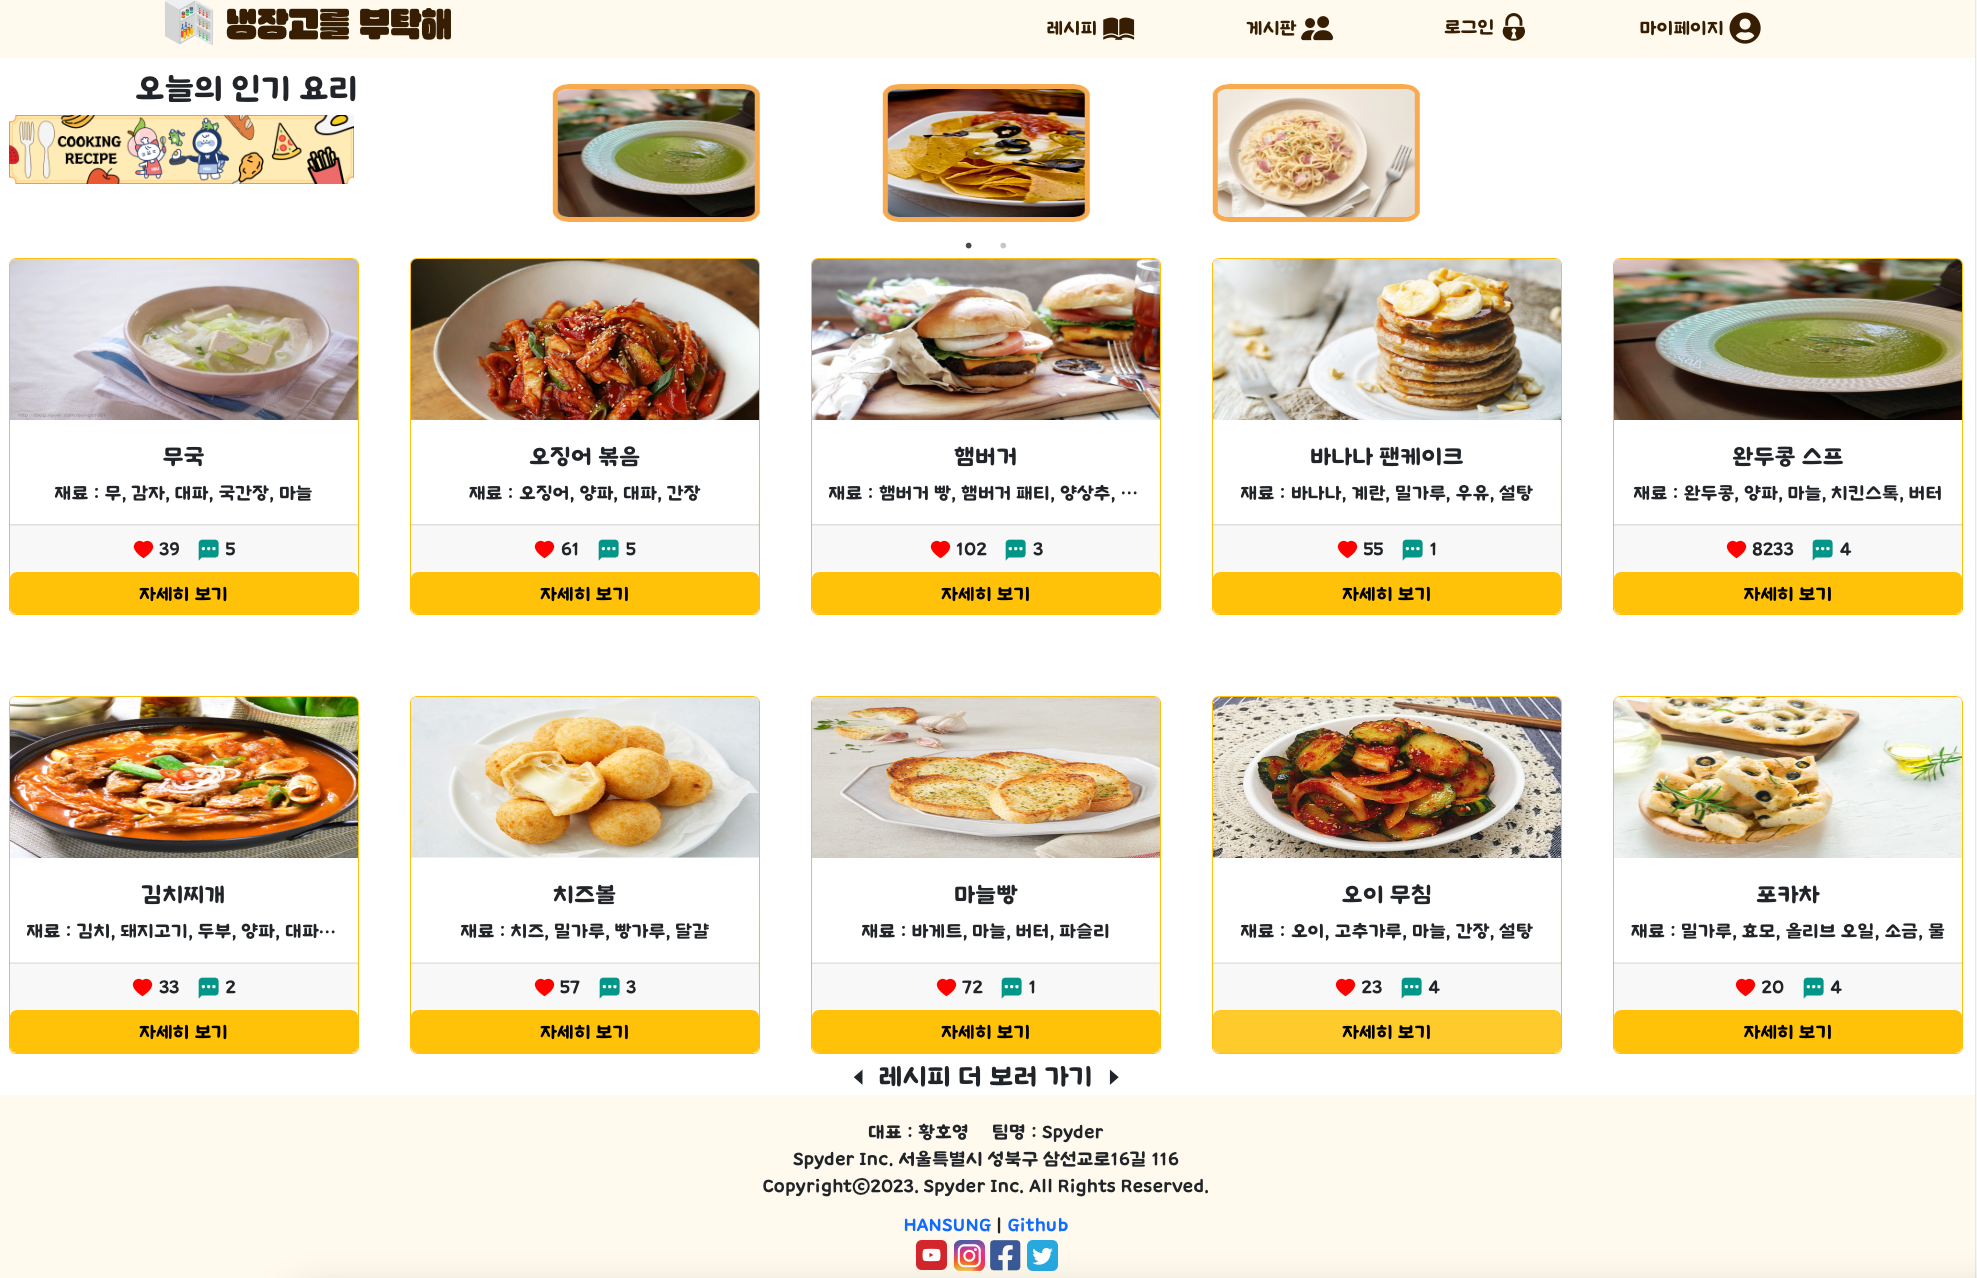 냉장고를 부탁해
레시피
게시판
로그인
마이페이지
오늘의 인기 요리
COOKING
RECIPE
무국
재료 : 무, 감자, 대파, 국간장, 마늘
39 5
자세히 보기
오징어 볶음
재료 : 오징어, 양파, 대파, 간장
61 5
자세히 보기
햄버거
재료 : 햄버거 빵, 햄버거 패티, 양상추, …
102 3
자세히 보기
바나나 팬케이크
재료 : 바나나, 계란, 밀가루, 우유, 설탕
55 1
자세히 보기
완두콩 스프
재료 : 완두콩, 양파, 마늘, 치킨스톡, 버터
8233 4
자세히 보기
김치찌개
재료 : 김치, 돼지고기, 두부, 양파, 대파…
33 2
자세히 보기
치즈볼
재료 : 치즈, 밀가루, 빵가루, 달걀
57 3
자세히 보기
마늘빵
재료 : 바게트, 마늘, 버터, 파슬리
72 1
자세히 보기
오이 무침
재료 : 오이, 고추가루, 마늘, 간장, 설탕
23 4
자세히 보기
포카차
재료 : 밀가루, 효모, 올리브 오일, 소금, 물
20 4
자세히 보기
레시피 더 보러 가기
대표 : 황호영 팀명 : Spyder
Spyder Inc. 서울특별시 성북구 삼선교로16길 116
Copyrightⓒ2023. Spyder Inc. All Rights Reserved.
HANSUNG | Github